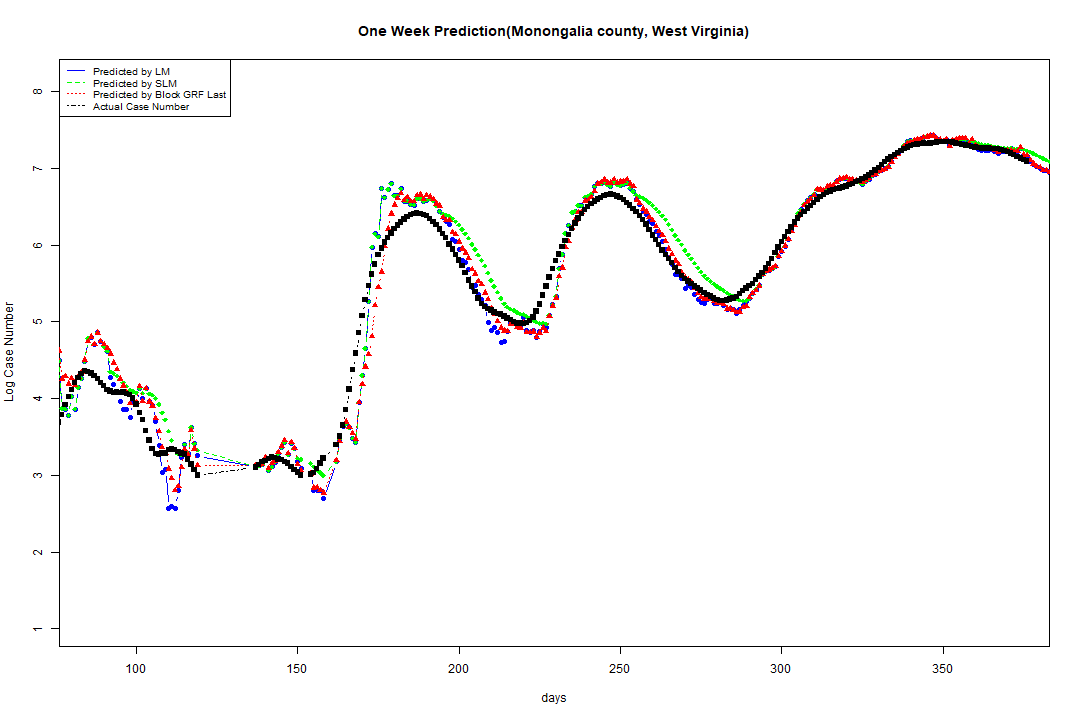 One Week Prediction(Monongalia county, West Virginia)
Predicted by LM
Predicted by SLM
Predicted by Block GRF Last
Actual Case Number
8
7
6
5
4
3
2
1
Log Case Number
100 150 200 250 300 350
days